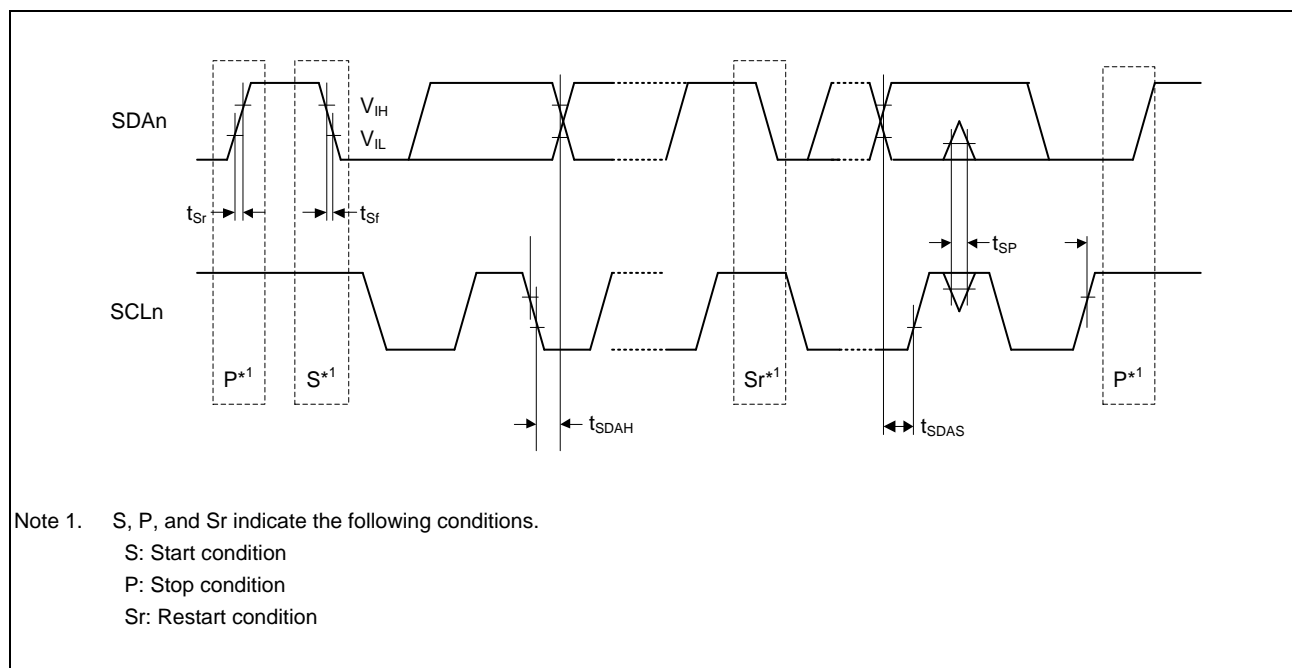 SDAn
VIH
VIL
tSr
tSf
tSP
SCLn
P*1
S*1
Sr*1
P*1
tSDAH
tSDAS
Note 1. S, P, and Sr indicate the following conditions.
S: Start condition
P: Stop condition
Sr: Restart condition